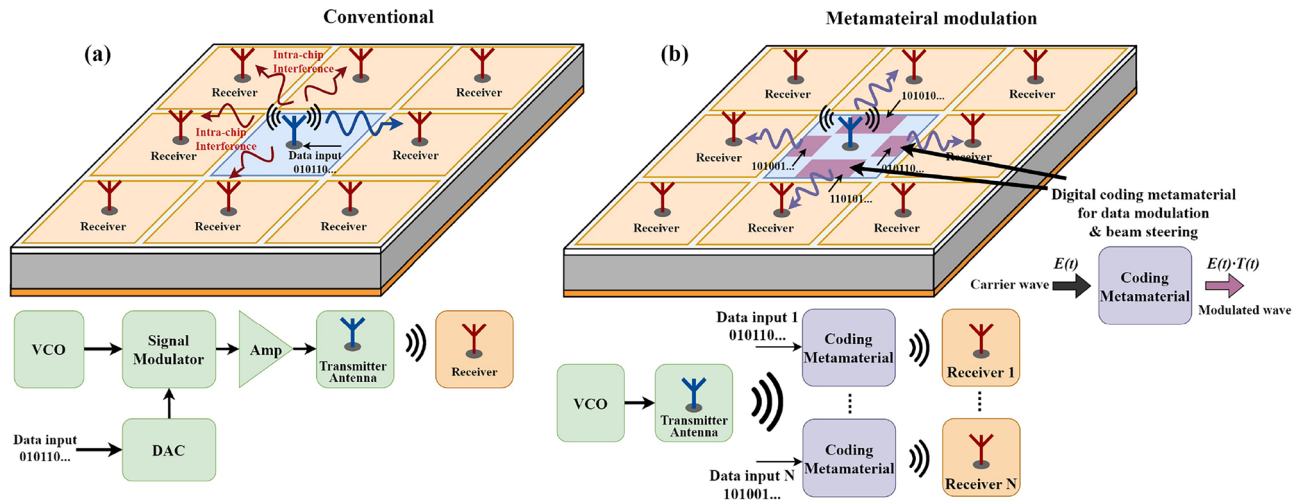 Conventional
(a)
Intra-chip
Interference
Receiver
Receiver
Receiver
Intra-chip
Interference
Receiver
Data input
010110...
Receiver
Receiver
Receiver
Receiver
VCO
Signal
Modulator
Amp
Transmitter
Antenna
Receiver
Data input
010110...
DAC
Metamateiral modulation
(b)
Receiver
Receiver
Receiver
101010...
Receiver
101001...
010110...
Receiver
110101...
Receiver
Receiver
Receiver
Digital coding metamaterial
for data modulation
& beam steering
Carrier wave
E(t)
Coding
Metamaterial
E(t)·T(t)
Modulated wave
VCO
Transmitter
Antenna
Data input 1
010110...
Coding
Metamaterial
Receiver 1
Data input N
101001...
Coding
Metamaterial
Receiver N